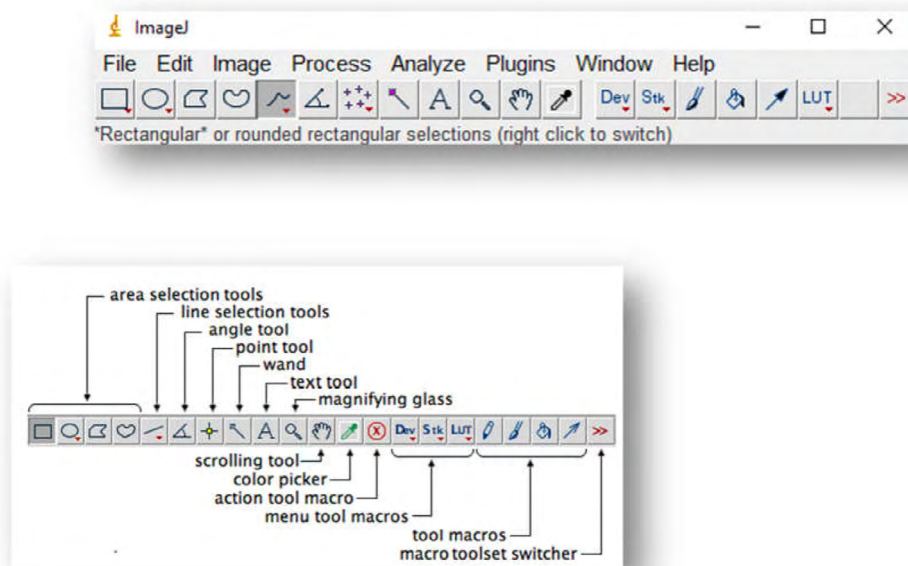 ImageJ
File Edit Image Process Analyze Plugins Window Help
A Dev Stk LUT >>
*Rectangular* or rounded rectangular selections (right click to switch)
area selection tools
line selection tools
angle tool
point tool
wand
text tool
magnifying glass
A Dev Stk LUT >>
scrolling tool
color picker
action tool macro
menu tool macros
tool macros
macro toolset switcher